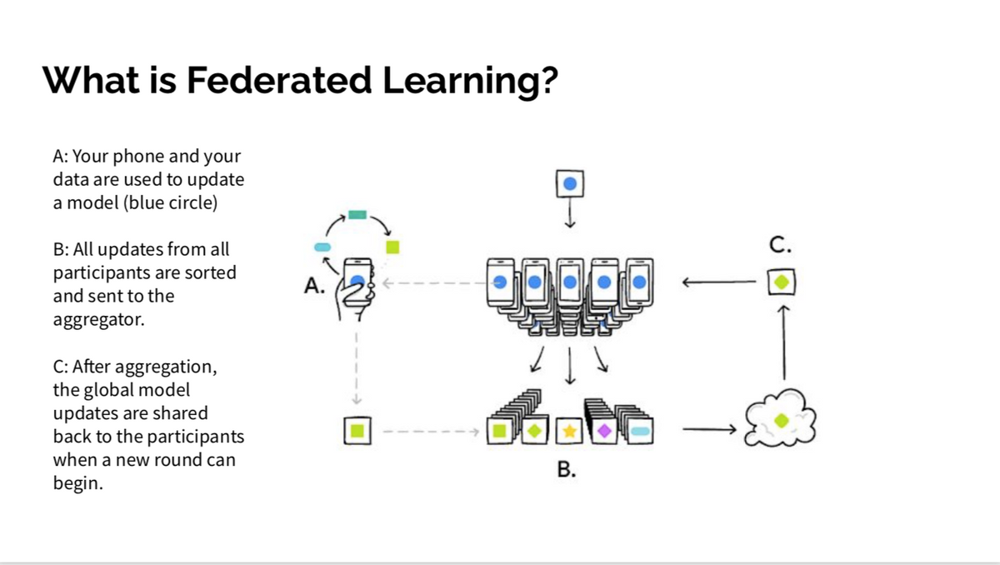 What is Federated Learning?
A: Your phone and your
data are used to update
a model (blue circle)
B: All updates from all
participants are sorted
and sent to the
aggregator.
C: After aggregation,
the global model
updates are shared
back to the participants
when a new round can
begin.
A.
B.
C.